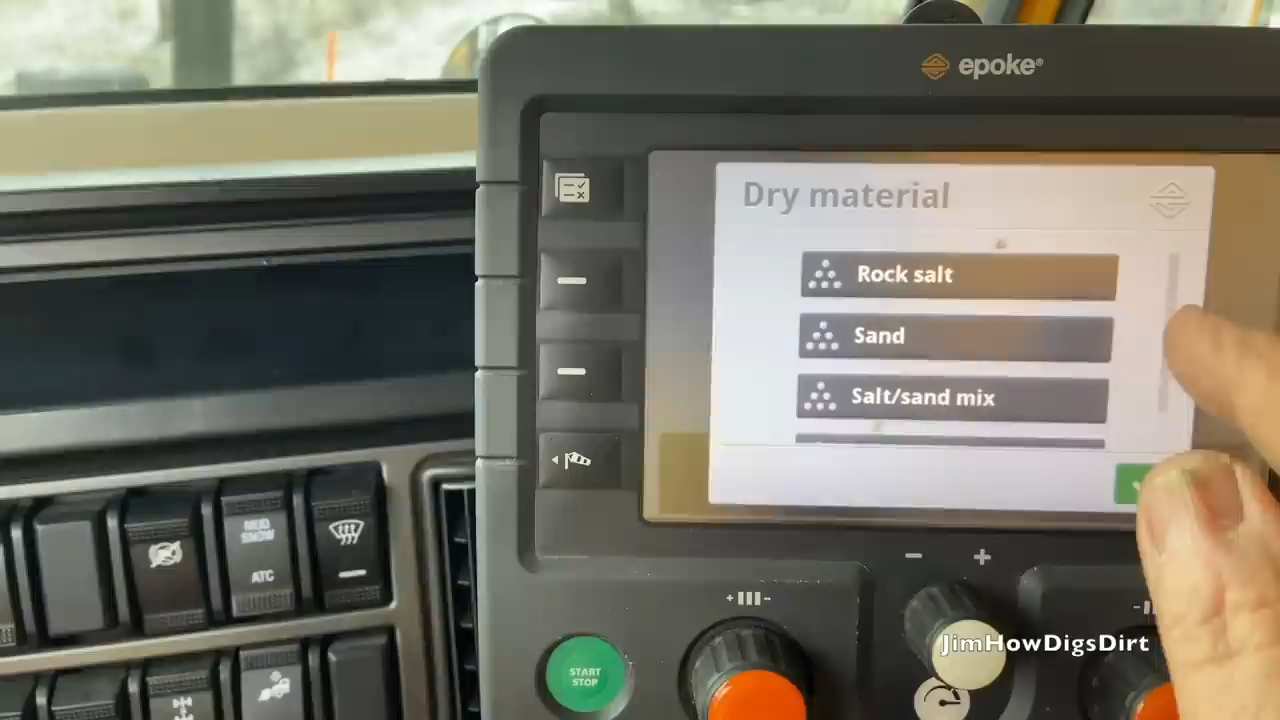 epoke®
Dry material
Rock salt
Sand
Salt/sand mix
MUD
SNOW
ATC
START
STOP
JimHowDigsDirt